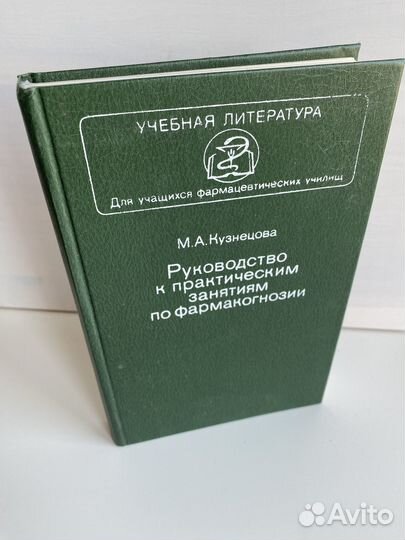 УЧЕБНАЯ ЛИТЕРАТУРА
Для учащихся фармацевтических училищ
М.А.Кузнецова
Руководство
к практическим
занятиям
по фармакогнозии
Avito